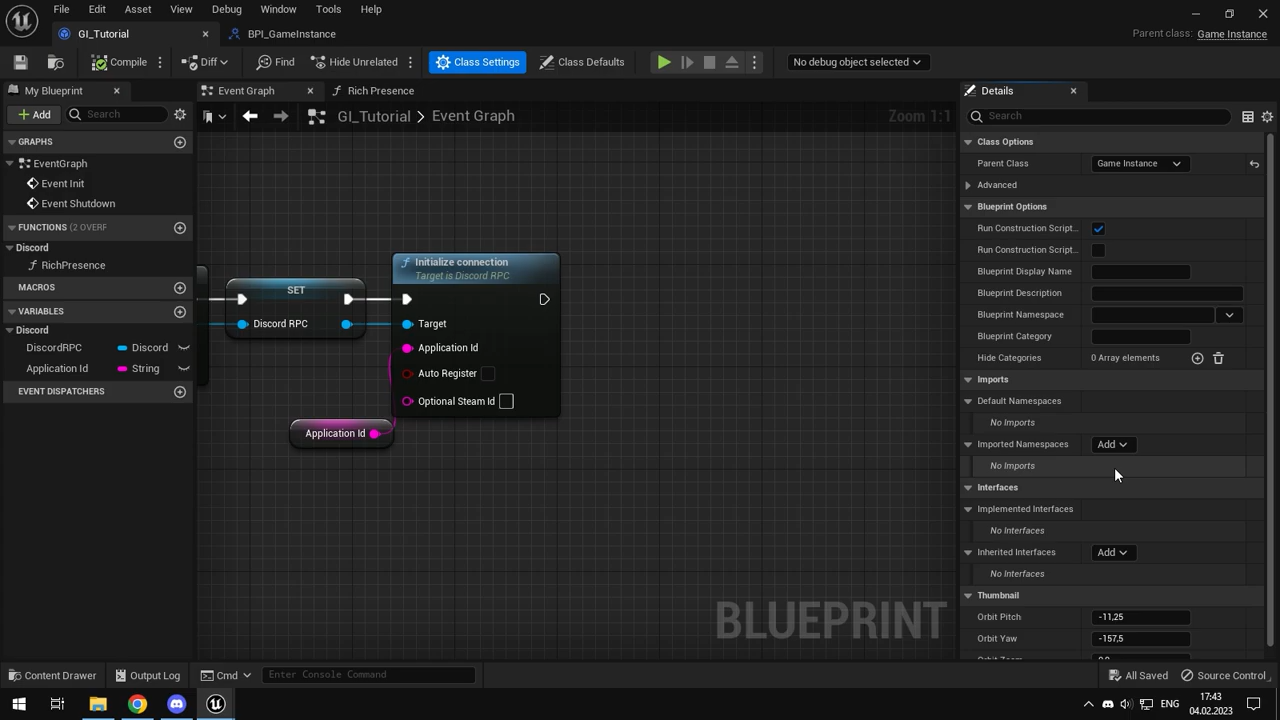 File Edit Asset View Debug Window Tools Help
GI_Tutorial BPI_GameInstance
Parent class: Game Instance
Compile Diff Find Hide Unrelated Class Settings Class Defaults No debug object selected
My Blueprint Event Graph Rich Presence Details
Add Search
GI_Tutorial > Event Graph Zoom 1:1
Search
GRAPHS
EventGraph
Event Init
Event Shutdown
FUNCTIONS (2 OVERF
Discord
RichPresence
MACROS
VARIABLES
Discord
DiscordRPC Discord
Application Id String
EVENT DISPATCHERS
SET
Discord RPC
Initialize connection
Target is Discord RPC
Target
Application Id
Auto Register
Optional Steam Id
Application Id
BLUEPRINT
Class Options
Parent Class Game Instance
Advanced
Blueprint Options
Run Construction Script...
Run Construction Script...
Blueprint Display Name
Blueprint Description
Blueprint Namespace
Blueprint Category
Hide Categories 0 Array elements
Imports
Default Namespaces
No Imports
Imported Namespaces Add
No Imports
Interfaces
Implemented Interfaces
No Interfaces
Inherited Interfaces Add
No Interfaces
Thumbnail
Orbit Pitch -11,25
Orbit Yaw -157,5
Content Drawer Output Log Cmd Enter Console Command All Saved Source Control
ENG 17:43
04.02.2023